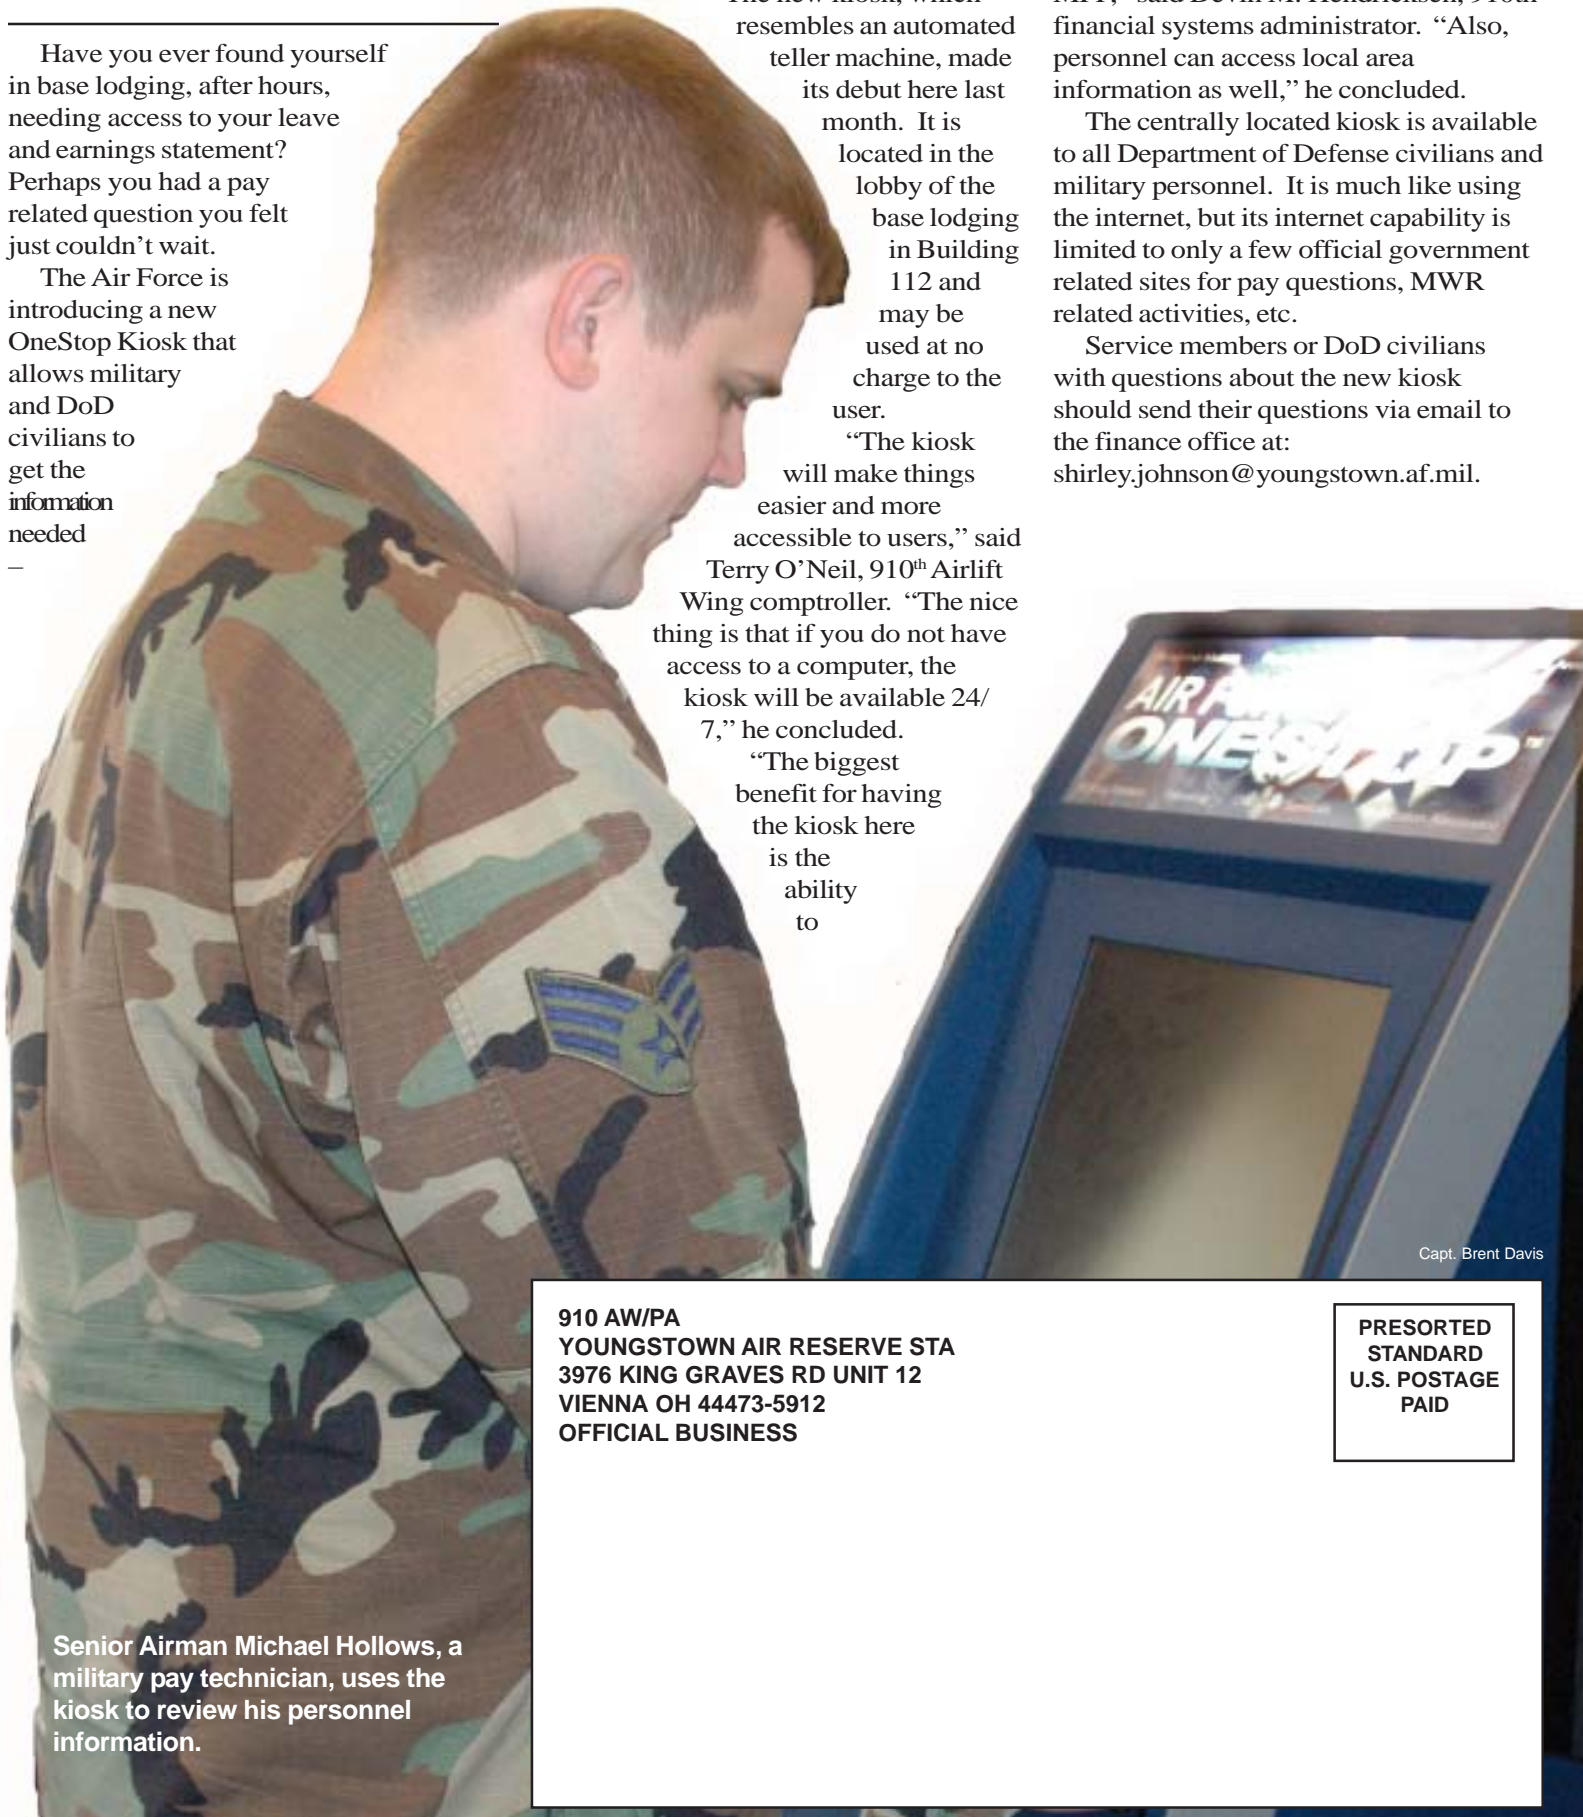 Have you ever found yourself
in base lodging, after hours,
needing access to your leave
and earnings statement?
Perhaps you had a pay
related question you felt
just couldn’t wait.
The Air Force is
introducing a new
OneStop Kiosk that
allows military
and DoD
civilians to
get the
information
needed
–
resembles an automated
teller machine, made
its debut here last
month. It is
located in the
lobby of the
base lodging
in Building
112 and
may be
used at no
charge to the
user.
“The kiosk
will make things
easier and more
accessible to users,” said
Terry O’Neil, 910th Airlift
Wing comptroller. “The nice
thing is that if you do not have
access to a computer, the
kiosk will be available 24/
7,” he concluded.
“The biggest
benefit for having
the kiosk here
is the
ability
to
financial systems administrator. “Also,
personnel can access local area
information as well,” he concluded.
The centrally located kiosk is available
to all Department of Defense civilians and
military personnel. It is much like using
the internet, but its internet capability is
limited to only a few official government
related sites for pay questions, MWR
related activities, etc.
Service members or DoD civilians
with questions about the new kiosk
should send their questions via email to
the finance office at:
shirley.johnson@youngstown.af.mil.
AIR
ONESTOP
Capt. Brent Davis
910 AW/PA
YOUNGSTOWN AIR RESERVE STA
3976 KING GRAVES RD UNIT 12
VIENNA OH 44473-5912
OFFICIAL BUSINESS
PRESORTED
STANDARD
U.S. POSTAGE
PAID
Senior Airman Michael Hollows, a
military pay technician, uses the
kiosk to review his personnel
information.